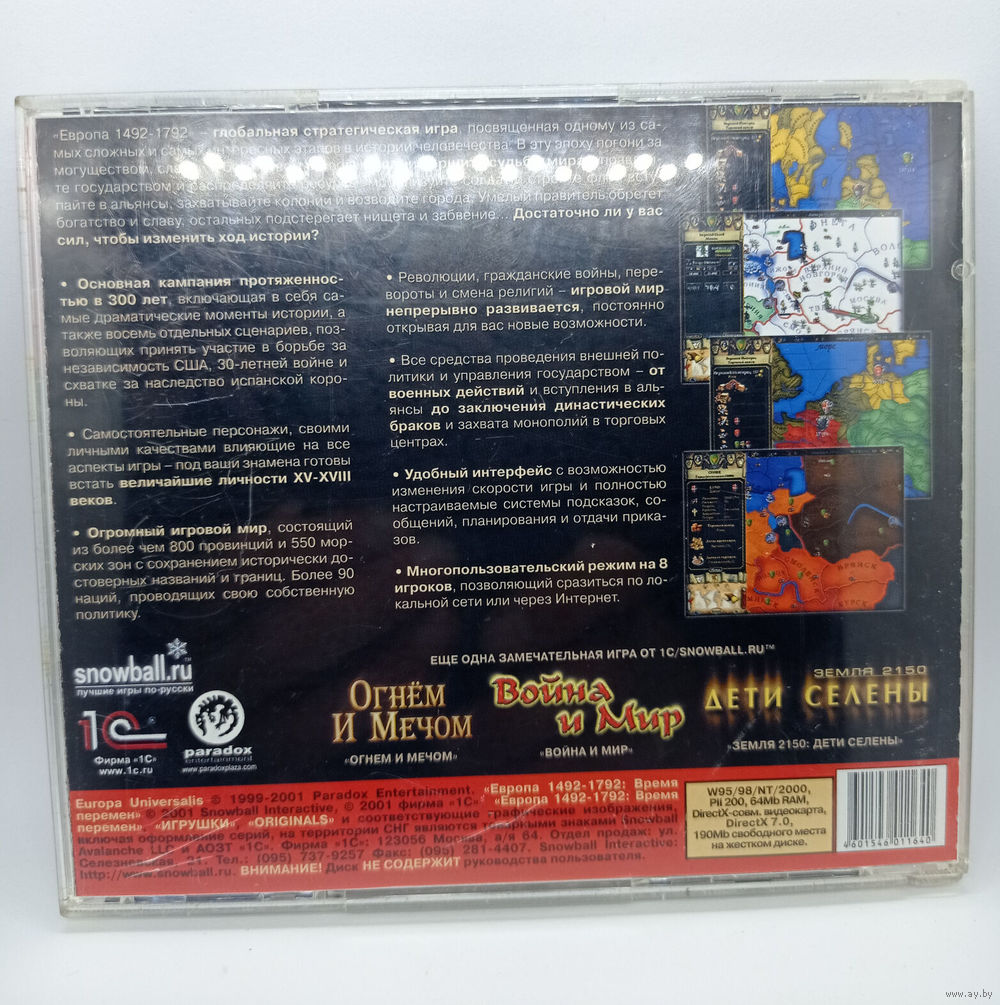 «Европа 1492-1792 – глобальная стратегическая игра, посвященная одному из са-
мых сложных и самых интересных этапов в истории человечества. В эту эпоху погони за
могуществом, мира
те государством и
пайте в альянсы, захватывайте колонии и возводите города. Умелый правитель обретет
богатство и славу, остальных подстерегает нищета и забвение... Достаточно ли у вас
сил, чтобы изменить ход истории?
• Основная кампания протяженнос-
тью в 300 лет, включающая в себя са-
мые драматические моменты истории, а
также восемь отдельных сценариев, поз-
воляющих принять участие в борьбе за
независимость США, 30-летней войне и
схватке за наследство испанской коро-
ны.
• Самостоятельные персонажи, своими
личными качествами влияющие на все
аспекты игры – под ваши знамена готовы
встать величайшие личности XV-XVIII
веков.
• Огромный игровой мир, состоящий
из более чем 800 провинций и 550 мор-
ских зон с сохранением исторически до-
стоверных названий и границ. Более 90
наций, проводящих свою собственную
политику.
• Революции, гражданские войны, пере-
вороты и смена религий – игровой мир
непрерывно развивается, постоянно
открывая для вас новые возможности.
• Все средства проведения внешней по-
литики и управления государством – от
военных действий и вступления в аль-
янсы до заключения династических
браков и захвата монополий в торговых
центрах.
• Удобный интерфейс с возможностью
изменения скорости игры и полностью
настраиваемые системы подсказок, со-
общений, планирования и отдачи прика-
зов.
• Многопользовательский режим на 8
игроков, позволяющий сразиться по ло-
кальной сети или через Интернет.
ЕЩЕ ОДНА ЗАМЕЧАТЕЛЬНАЯ ИГРА ОТ 1С/SNOWBALL.RU™
snowball.ru™
лучшие игры по-русски
1С®
Фирма «1С»
www.1c.ru
paradox
entertainment
www.paradoxplaza.com
ОГНЁМ
И МЕЧОМ
«ОГНЕМ И МЕЧОМ»
Война
и Мир
«ВОЙНА И МИР»
ЗЕМЛЯ 2150
ДЕТИ СЕЛЕНЫ
«ЗЕМЛЯ 2150: ДЕТИ СЕЛЕНЫ»
Europa Universalis © 1999-2001 Paradox Entertainment. «Европа 1492-1792: Время
перемен» © 2001 Snowball Interactive, © 2001 фирма «1С» «Европа 1492-1792: Время
перемен», «ИГРУШКИ», «ORIGINALS» и соответствующие графические изображения,
включая оформление серий, на территории СНГ являются товарными знаками Snowball
Avalanche LLC и АОЗТ «1С». Фирма «1С»: 123056 Москва, а/я 64. Отдел продаж: ул.
Селезневская, 21. Тел.: (095) 737-9257 Факс: (095) 281-4407. Snowball Interactive:
http://www.snowball.ru. ВНИМАНИЕ! Диск НЕ СОДЕРЖИТ руководства пользователя.
W95/98/NT/2000,
PII 200, 64Mb RAM,
DirectX-совм. видеокарта,
DirectX 7.0,
190Mb свободного места
на жестком диске.
4601546011640
БРЯНСК
КУРСК
www.ay.by